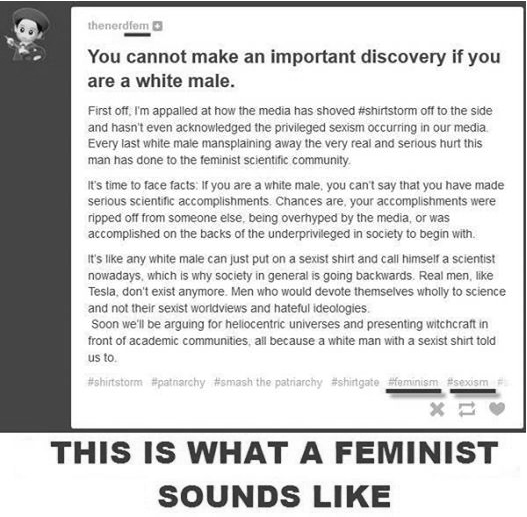 thenerdfem
You cannot make an important discovery if you
are a white male.
First off, I'm appalled at how the media has shoved #shirtstorm off to the side
and hasn't even acknowledged the privileged sexism occurring in our media.
Every last white male mansplaining away the very real and serious hurt this
man has done to the feminist scientific community.
It's time to face facts: If you are a white male, you can't say that you have made
serious scientific accomplishments. Chances are, your accomplishments were
ripped off from someone else, being overhyped by the media, or was
accomplished on the backs of the underprivileged in society to begin with.
It's like any white male can just put on a sexist shirt and call himself a scientist
nowadays, which is why society in general is going backwards. Real men, like
Tesla, don't exist anymore. Men who would devote themselves wholly to science
and not their sexist worldviews and hateful ideologies.
Soon we'll be arguing for heliocentric universes and presenting witchcraft in
front of academic communities, all because a white man with a sexist shirt told
us to.
#shirtstorm #patriarchy #smash the patriarchy #shirtgate #feminism #sexism
THIS IS WHAT A FEMINIST
SOUNDS LIKE